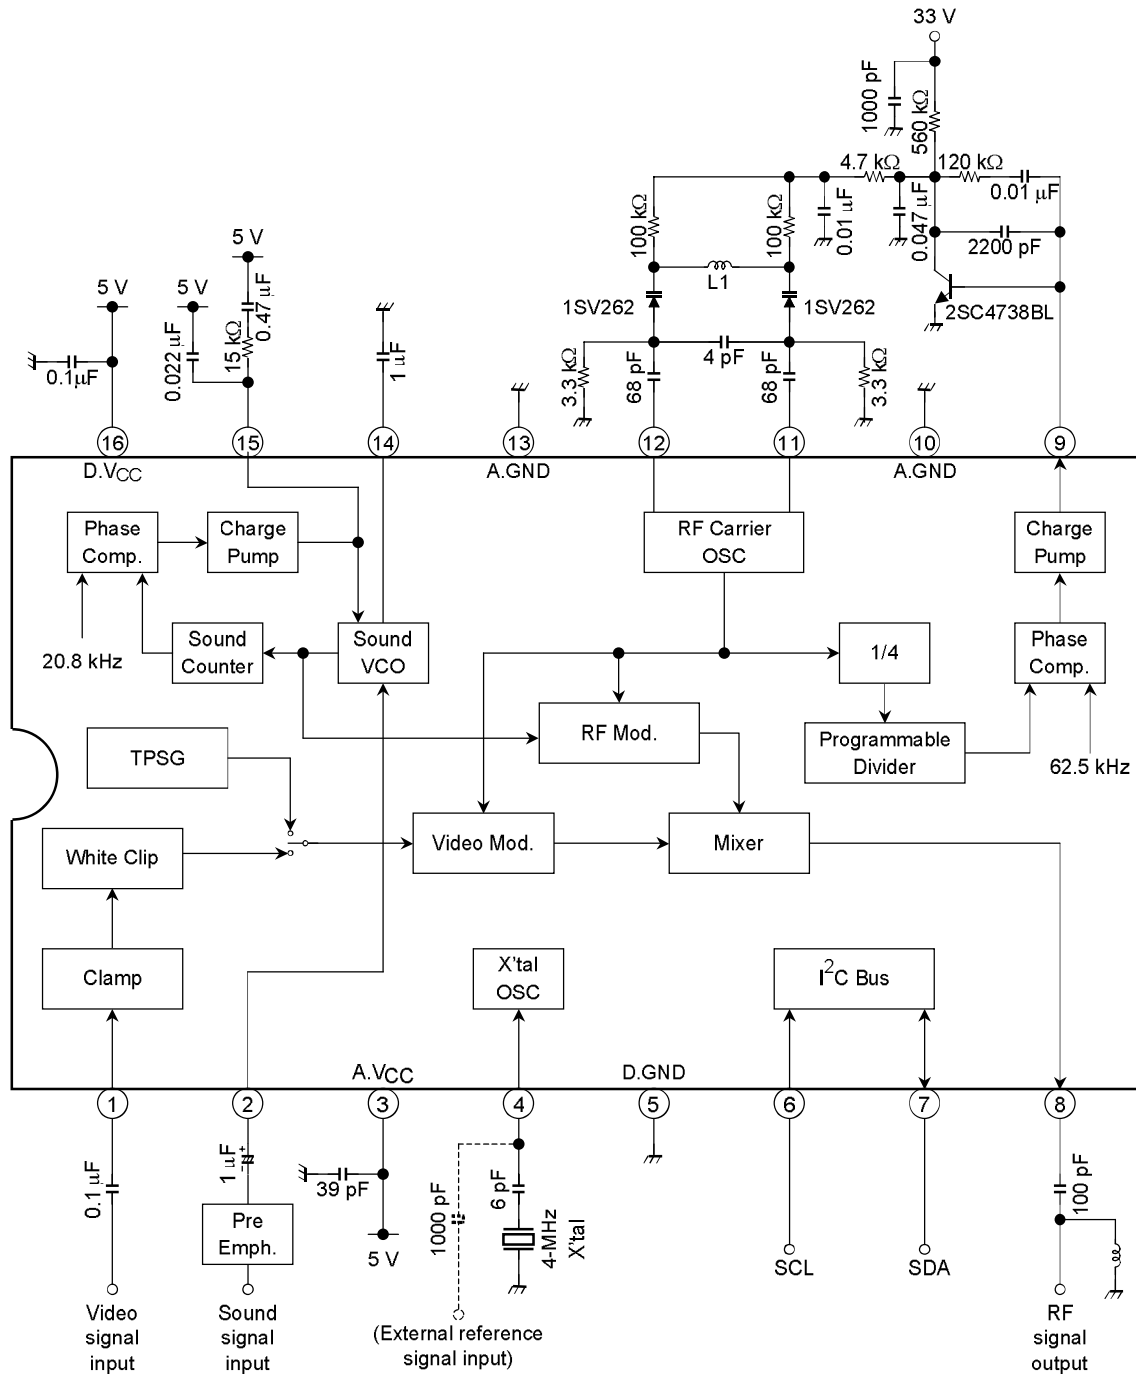 33 V
1000 pF
560 kΩ
4.7 kΩ
120 kΩ
0.01 µF
100 kΩ
100 kΩ
0.01 µF
0.047 µF
2200 pF
5 V
5 V
5 V
0.47 µF
L1
1SV262
1SV262
2SC4738BL
0.1µF
0.022 µF
15 kΩ
1 µF
4 pF
3.3 kΩ
68 pF
68 pF
3.3 kΩ
16
15
14
13
12
11
10
9
D.VCC
A.GND
A.GND
Phase
Comp.
Charge
Pump
RF Carrier
OSC
Charge
Pump
20.8 kHz
Sound
Counter
Sound
VCO
1/4
Phase
Comp.
TPSG
RF Mod.
Programmable
Divider
62.5 kHz
White Clip
Video Mod.
Mixer
Clamp
X'tal
OSC
I2C Bus
A.VCC
D.GND
1
2
3
4
5
6
7
8
0.1 µF
1 µF
+
39 pF
1000 pF
6 pF
4-MHz
X'tal
100 pF
Pre
Emph.
5 V
SCL
SDA
Video
signal
input
Sound
signal
input
(External reference
signal input)
RF
signal
output